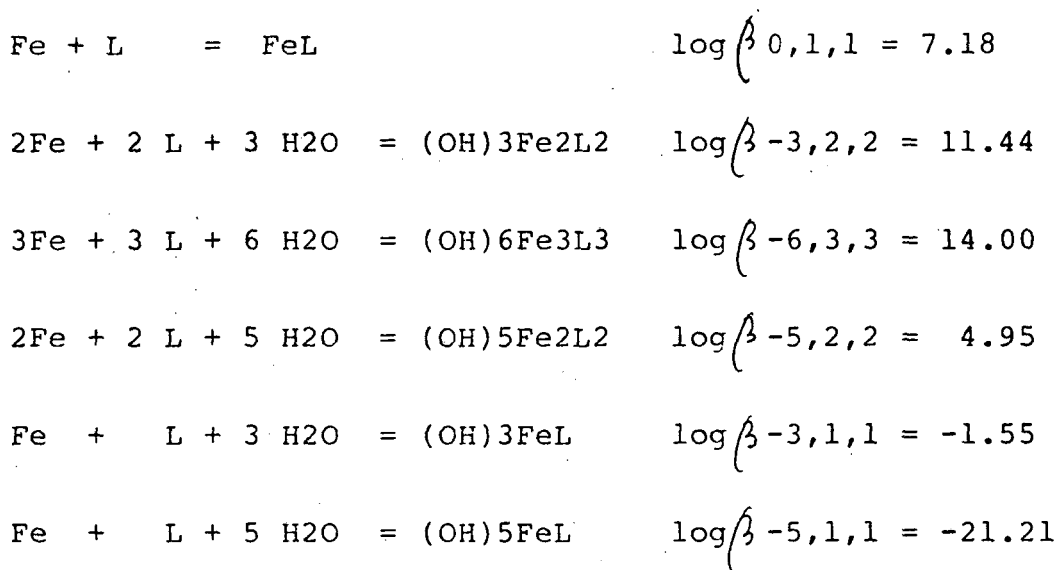 Fe + L = FeL log β 0,1,1 = 7.18
2Fe + 2 L + 3 H2O = (OH)3Fe2L2 log β -3,2,2 = 11.44
3Fe + 3 L + 6 H2O = (OH)6Fe3L3 log β -6,3,3 = 14.00
2Fe + 2 L + 5 H2O = (OH)5Fe2L2 log β -5,2,2 = 4.95
Fe + L + 3 H2O = (OH)3FeL log β -3,1,1 = -1.55
Fe + L + 5 H2O = (OH)5FeL log β -5,1,1 = -21.21